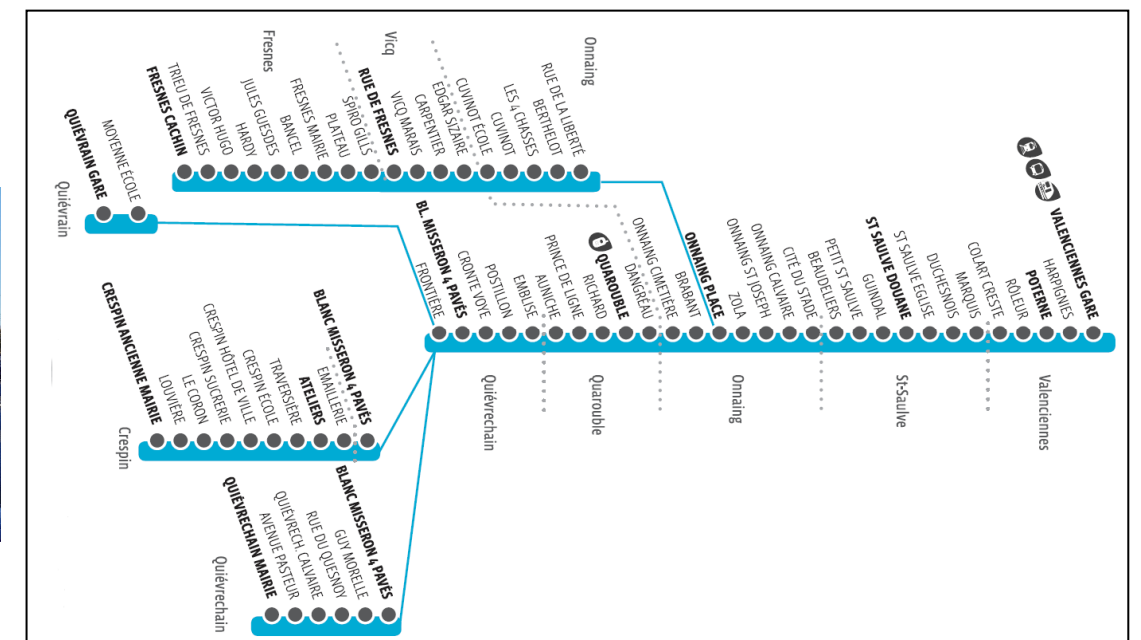 Fresnes
Vicq
Onnaing
FRESNES CACHIN
TRIEU DE FRESNES
VICTOR HUGO
HARDY
JULES GUESDES
BANCEL
FRESNES MAIRIE
PLATEAU
SPIRO GILLS
RUE DE FRESNES
VICQ MARAIS
CARPENTIER
EDGAR SIZAIRE
CUVINOT ÉCOLE
CUVINOT
LES 4 CHASSES
BERTHELOT
RUE DE LA LIBERTÉ
QUIÉVRAIN GARE
MOYENNE ÉCOLE
Quiévrain
FRONTIÈRE
BL. MISSERON 4 PAVÉS
CRONTE VOYE
POSTILLON
EMBUSE
AUNICHE
PRINCE DE LIGNE
RICHARD
QUAROUBLE
DANGREAU
ONNAING CIMETIÈRE
BRABANT
ONNAING PLACE
ZOLA
ONNAING ST JOSEPH
ONNAING CALVAIRE
CITÉ DU STADE
BEAUDELIERS
PETIT ST SAULVE
GUINDAL
ST SAULVE DOUANE
ST SAULVE EGLISE
DUCHESNOIS
MARQUIS
COLART CRESTE
RÔLEUR
POTERNE
HARPIGNIES
VALENCIENNES GARE
Quiévrechain
Quarouble
Onnaing
St-Saulve
Valenciennes
CRESPIN ANCIENNE MAIRIE
LOUVIÈRE
LE CORON
CRESPIN SUCRERIE
CRESPIN HÔTEL DE VILLE
CRESPIN ÉCOLE
TRAVERSIÈRE
ATELIERS
EMAILLERIE
BLANC MISSERON 4 PAVÉS
Crespin
QUIÉVRECHAIN MAIRIE
AVENUE PASTEUR
QUIÉVRECH. CALVAIRE
RUE DU QUESNOY
GUY MORELLE
BLANC MISSERON 4 PAVÉS
Quiévrechain